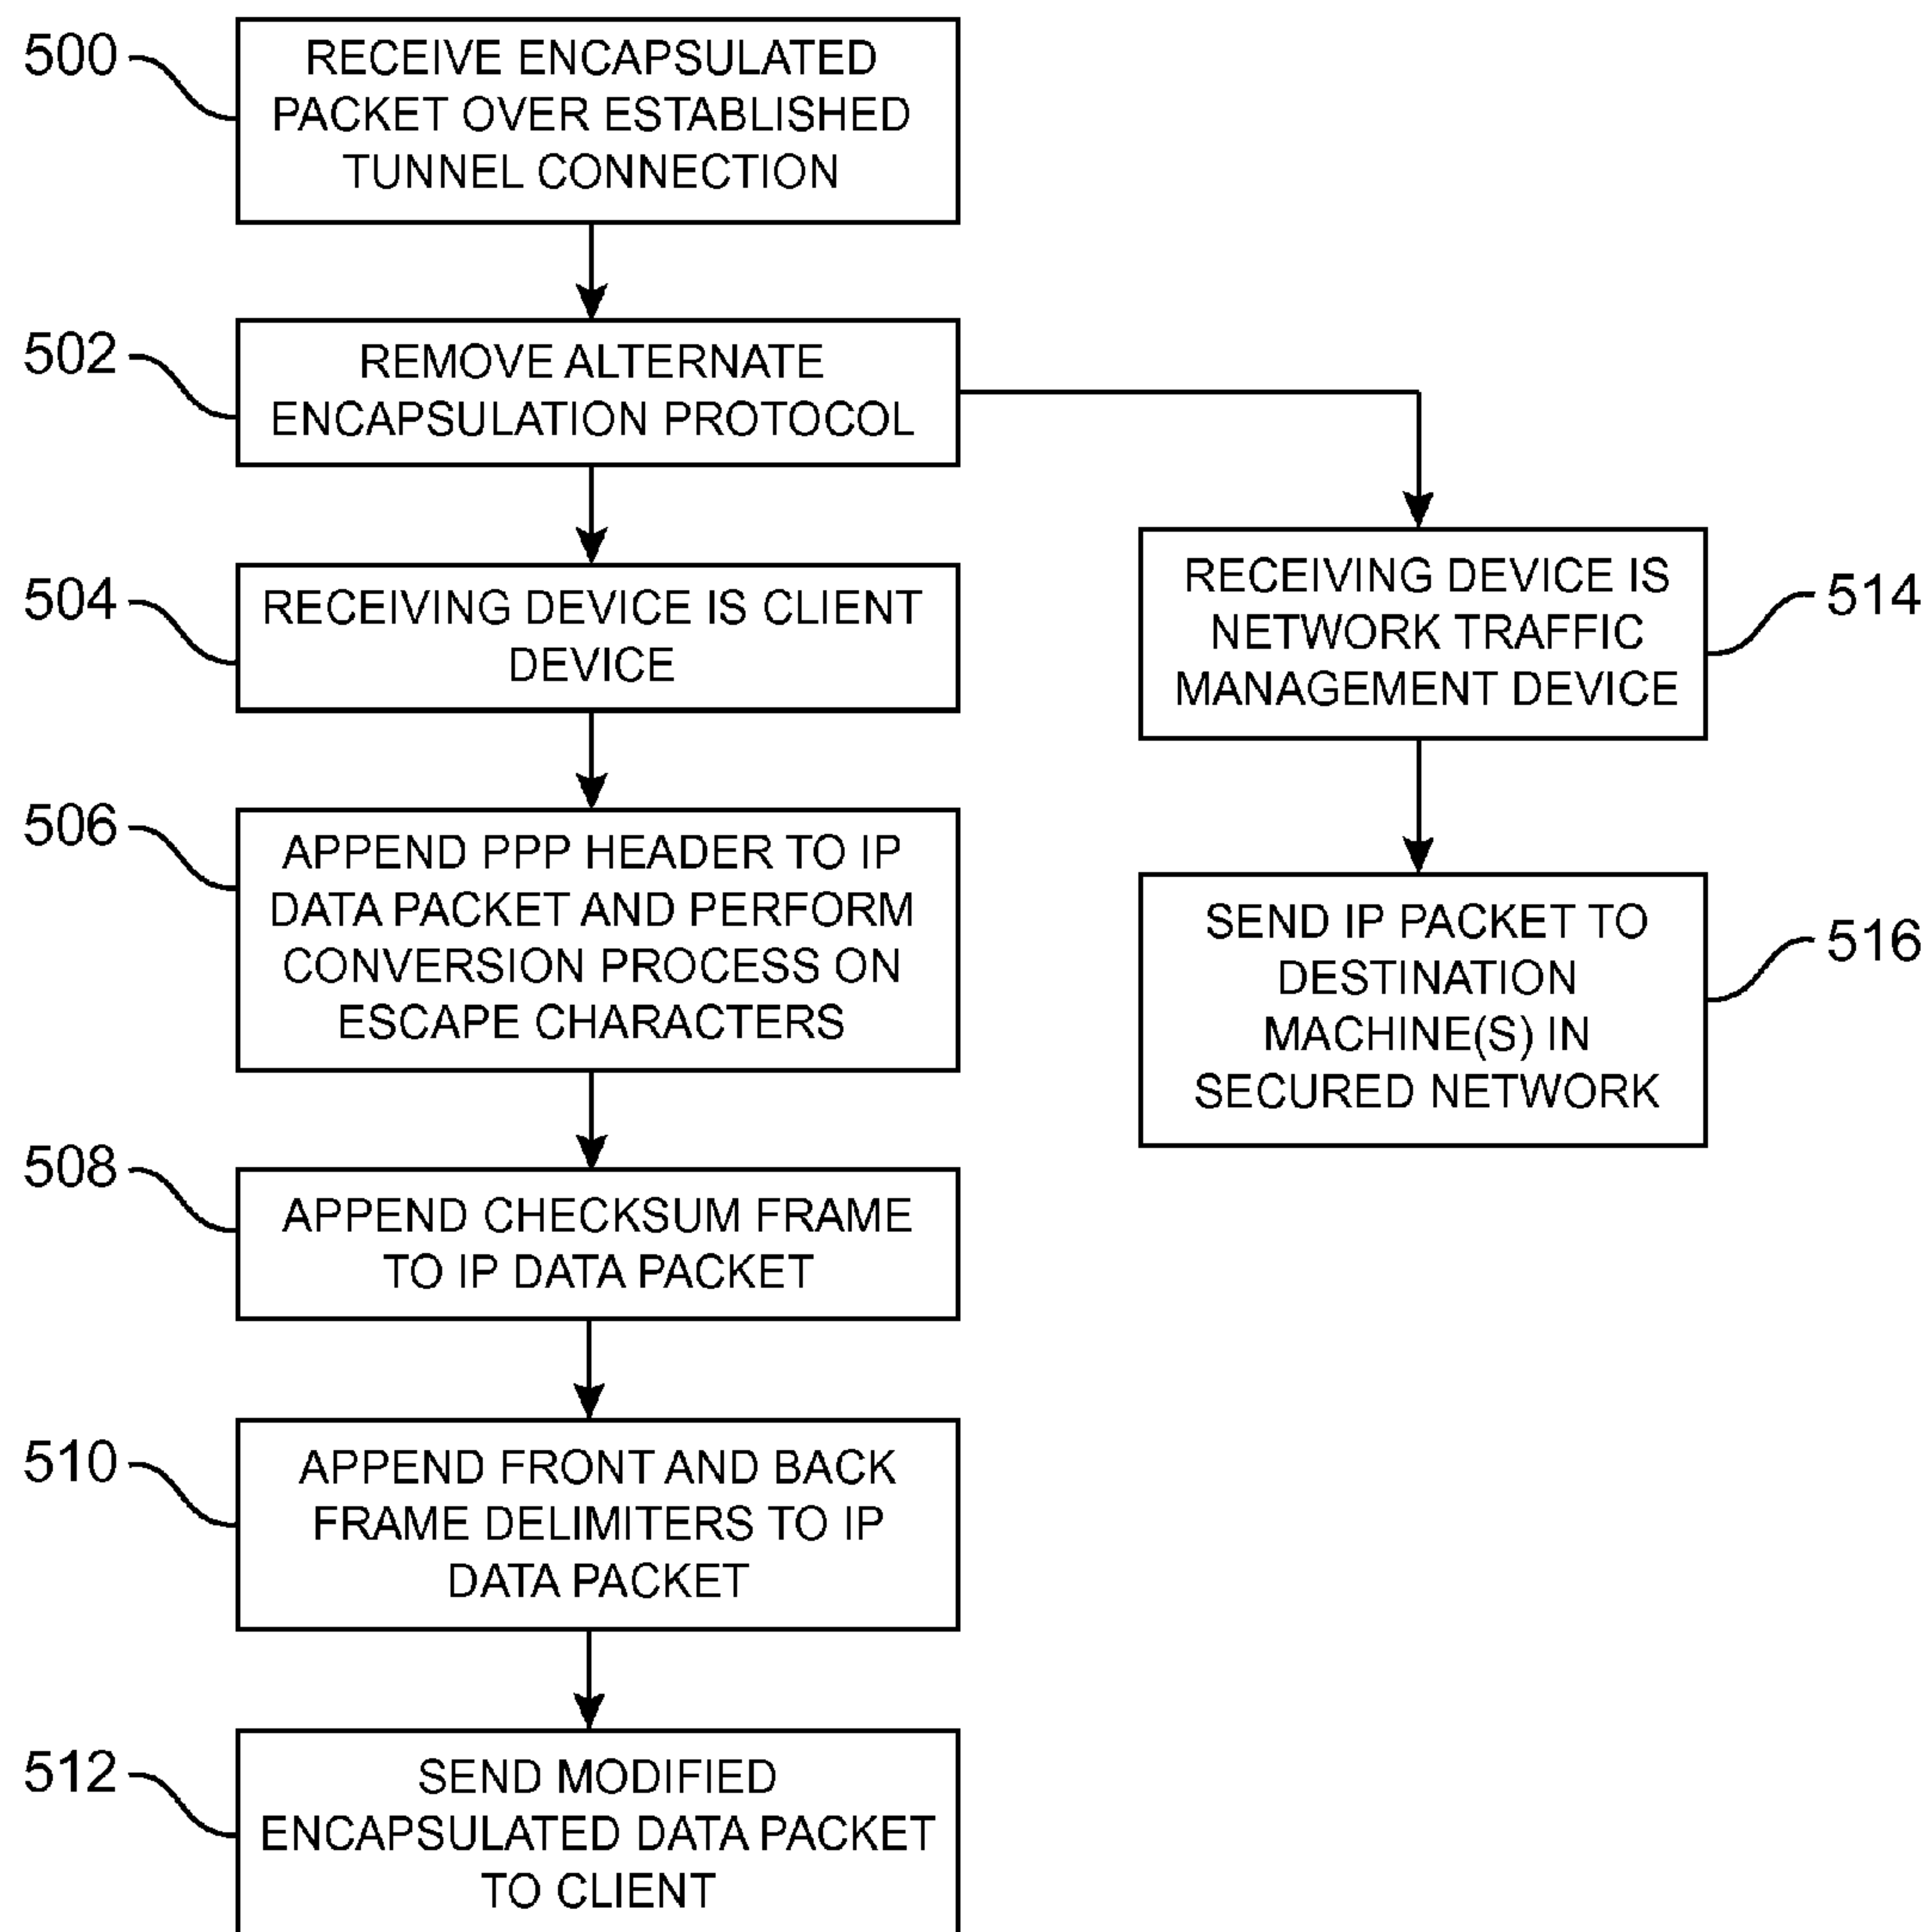 500
RECEIVE ENCAPSULATED
PACKET OVER ESTABLISHED
TUNNEL CONNECTION
502
REMOVE ALTERNATE
ENCAPSULATION PROTOCOL
504
RECEIVING DEVICE IS CLIENT
DEVICE
506
APPEND PPP HEADER TO IP
DATA PACKET AND PERFORM
CONVERSION PROCESS ON
ESCAPE CHARACTERS
508
APPEND CHECKSUM FRAME
TO IP DATA PACKET
510
APPEND FRONT AND BACK
FRAME DELIMITERS TO IP
DATA PACKET
512
SEND MODIFIED
ENCAPSULATED DATA PACKET
TO CLIENT
RECEIVING DEVICE IS
NETWORK TRAFFIC
MANAGEMENT DEVICE
514
SEND IP PACKET TO
DESTINATION
MACHINE(S) IN
SECURED NETWORK
516